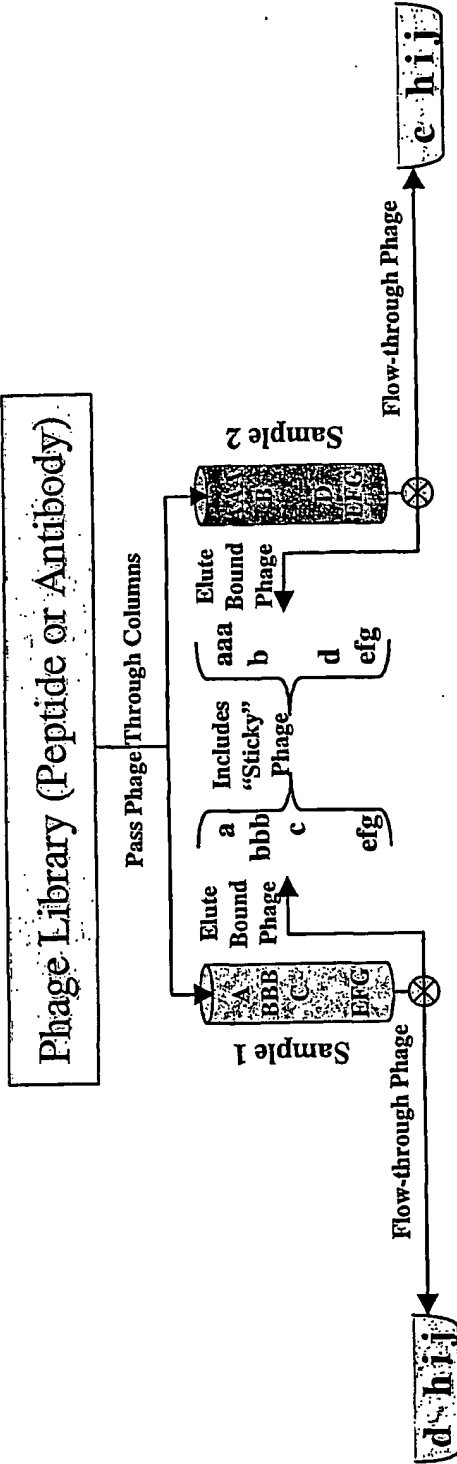 Phage Library (Peptide or Antibody)
Pass Phage Through Columns
Sample 1
A
BBB
C
EFG
Elute
Bound
Phage
a
bbb
c
efg
Includes
“Sticky”
Phage
aaa
b
d
efg
Elute
Bound
Phage
B
D
EFG
Sample 2
Flow-through Phage
d hij
Flow-through Phage
c hij